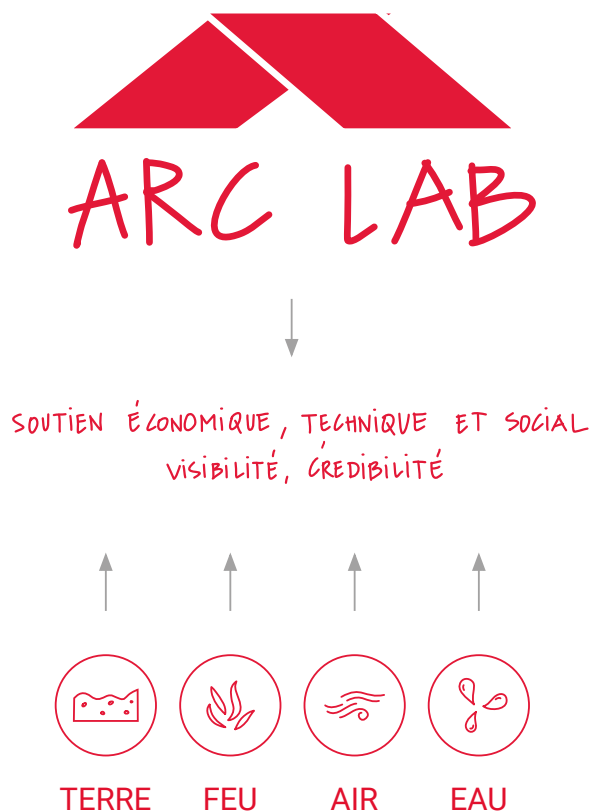 ARC LAB
SOUTIEN ÉCONOMIQUE, TECHNIQUE ET SOCIAL
VISIBILITÉ, CRÉDIBILITÉ
TERRE FEU AIR EAU